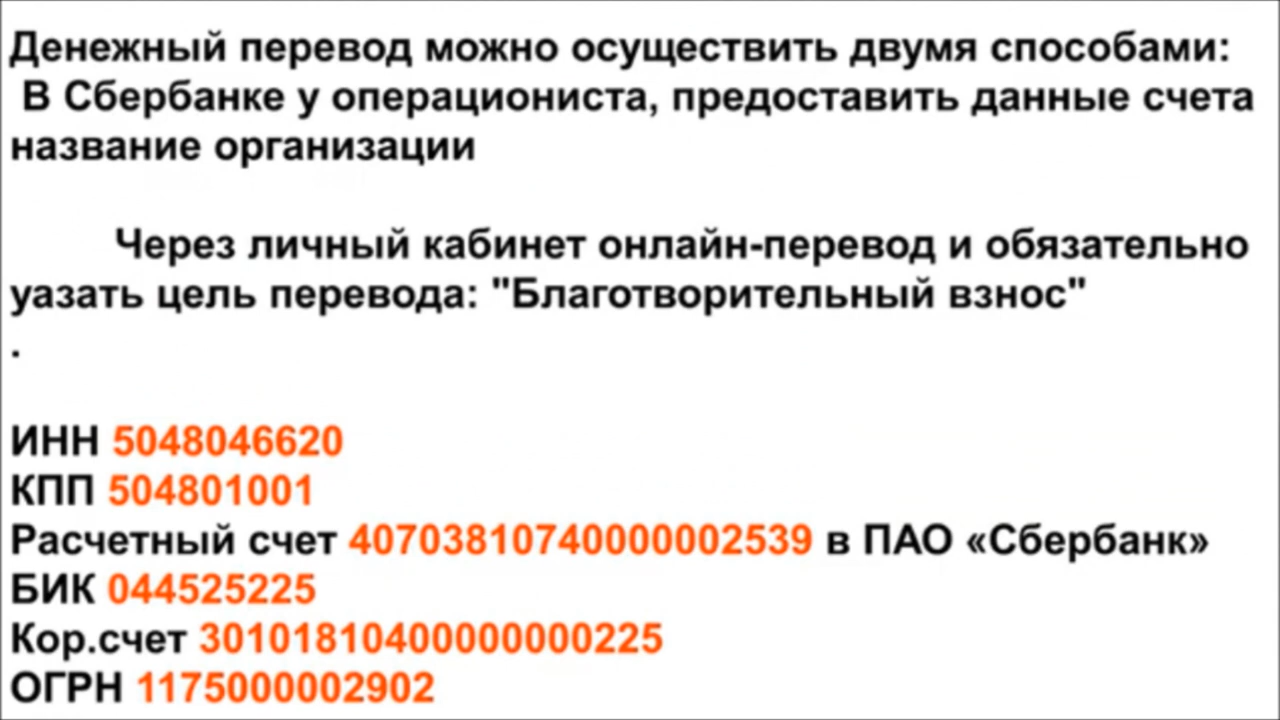 Денежный перевод можно осуществить двумя способами:
В Сбербанке у операциониста, предоставить данные счета
название организации
Через личный кабинет онлайн-перевод и обязательно
уазать цель перевода: "Благотворительный взнос"
.
ИНН 5048046620
КПП 504801001
Расчетный счет 40703810740000002539 в ПАО «Сбербанк»
БИК 044525225
Кор.счет 30101810400000000225
ОГРН 1175000002902